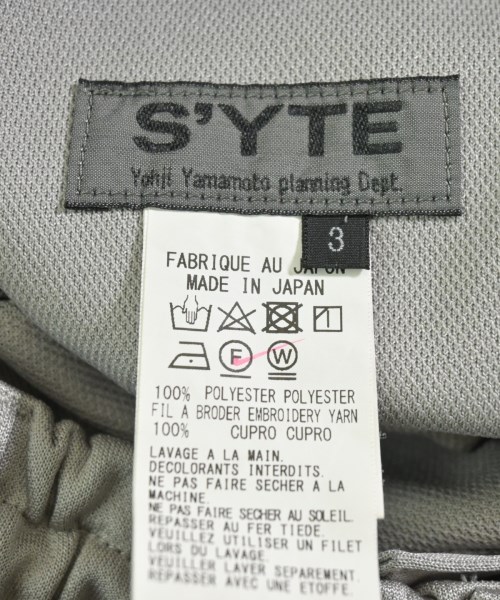 S'YTE
Yohji Yamamoto planning Dept.
3
FABRIQUE AU JAPON
MADE IN JAPAN
F W
100% POLYESTER POLYESTER
FIL A BRODER EMBROIDERY YARN
100% CUPRO CUPRO
LAVAGE A LA MAIN.
DECOLORANTS INTERDITS.
NE PAS FAIRE SECHER A LA
MACHINE.
NE PAS FAIRE SECHER AU SOLEIL.
REPASSER AU FER TIEDE.
VEUILLEZ UTILISER UN FILET
LORS DU LAVAGE.
VEUILLER LAVER SEPAREMENT.
REPASSER AVEC UNE ETOFFE.